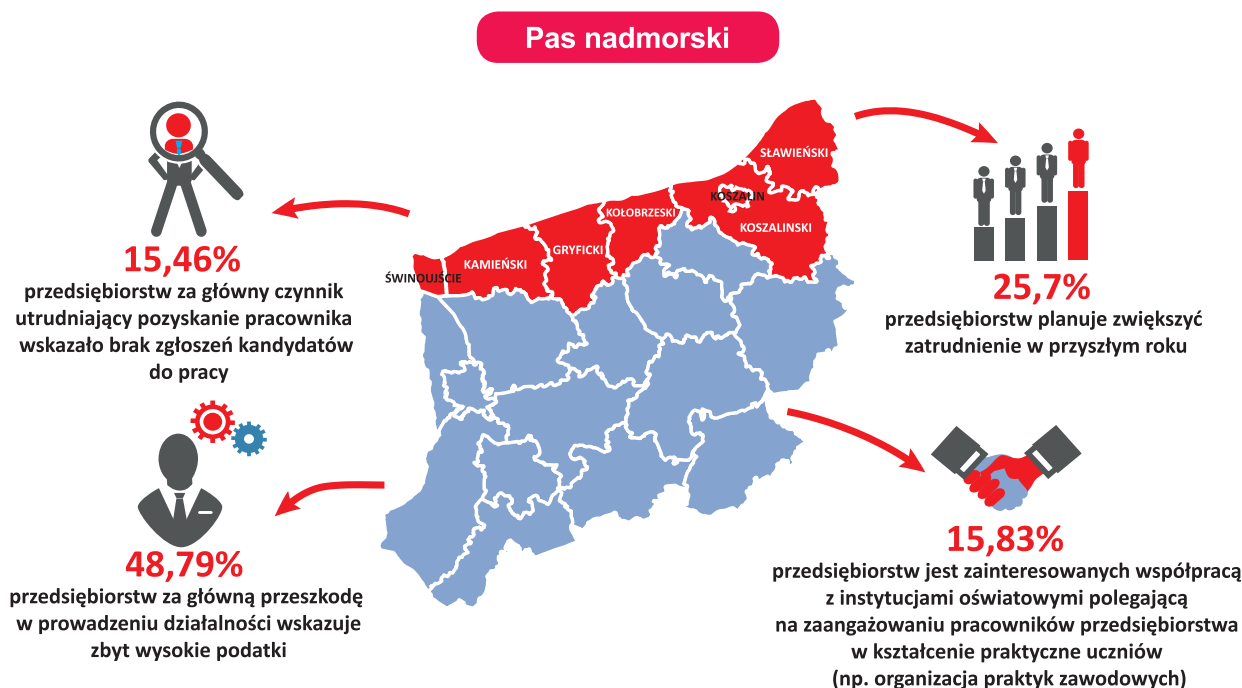 Pas nadmorski
15,46%
przedsiębiorstw za główny czynnik
utrudniający pozyskanie pracownika
wskazało brak zgłoszeń kandydatów
do pracy
48,79%
przedsiębiorstw za główną przeszkodę
w prowadzeniu działalności wskazuje
zbyt wysokie podatki
SŁAWIEŃSKI
KOSZALIN
KOŁOBRZESKI
KOSZALINSKI
GRYFICKI
KAMIEŃSKI
ŚWINOUJŚCIE
25,7%
przedsiębiorstw planuje zwiększyć
zatrudnienie w przyszłym roku
15,83%
przedsiębiorstw jest zainteresowanych współpracą
z instytucjami oświatowymi polegającą
na zaangażowaniu pracowników przedsiębiorstwa
w kształcenie praktyczne uczniów
(np. organizacja praktyk zawodowych)